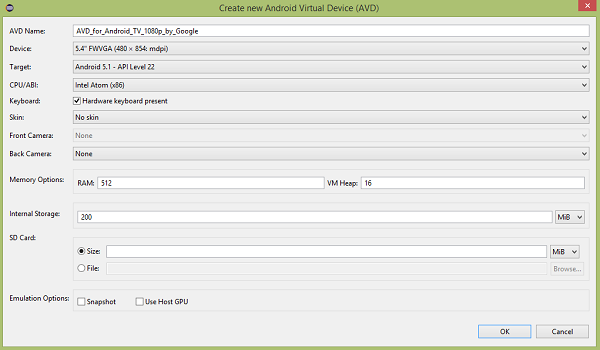 Create new Android Virtual Device (AVD)
AVD Name: AVD_for_Android_TV_1080p_by_Google
Device: 5.4" FWVGA (480 × 854: mdpi)
Target: Android 5.1 - API Level 22
CPU/ABI: Intel Atom (x86)
Keyboard: Hardware keyboard present
Skin: No skin
Front Camera: None
Back Camera: None
Memory Options: RAM: 512 VM Heap: 16
Internal Storage: 200 MiB
SD Card:
Size: MiB
File: Browse...
Emulation Options: Snapshot Use Host GPU
OK Cancel